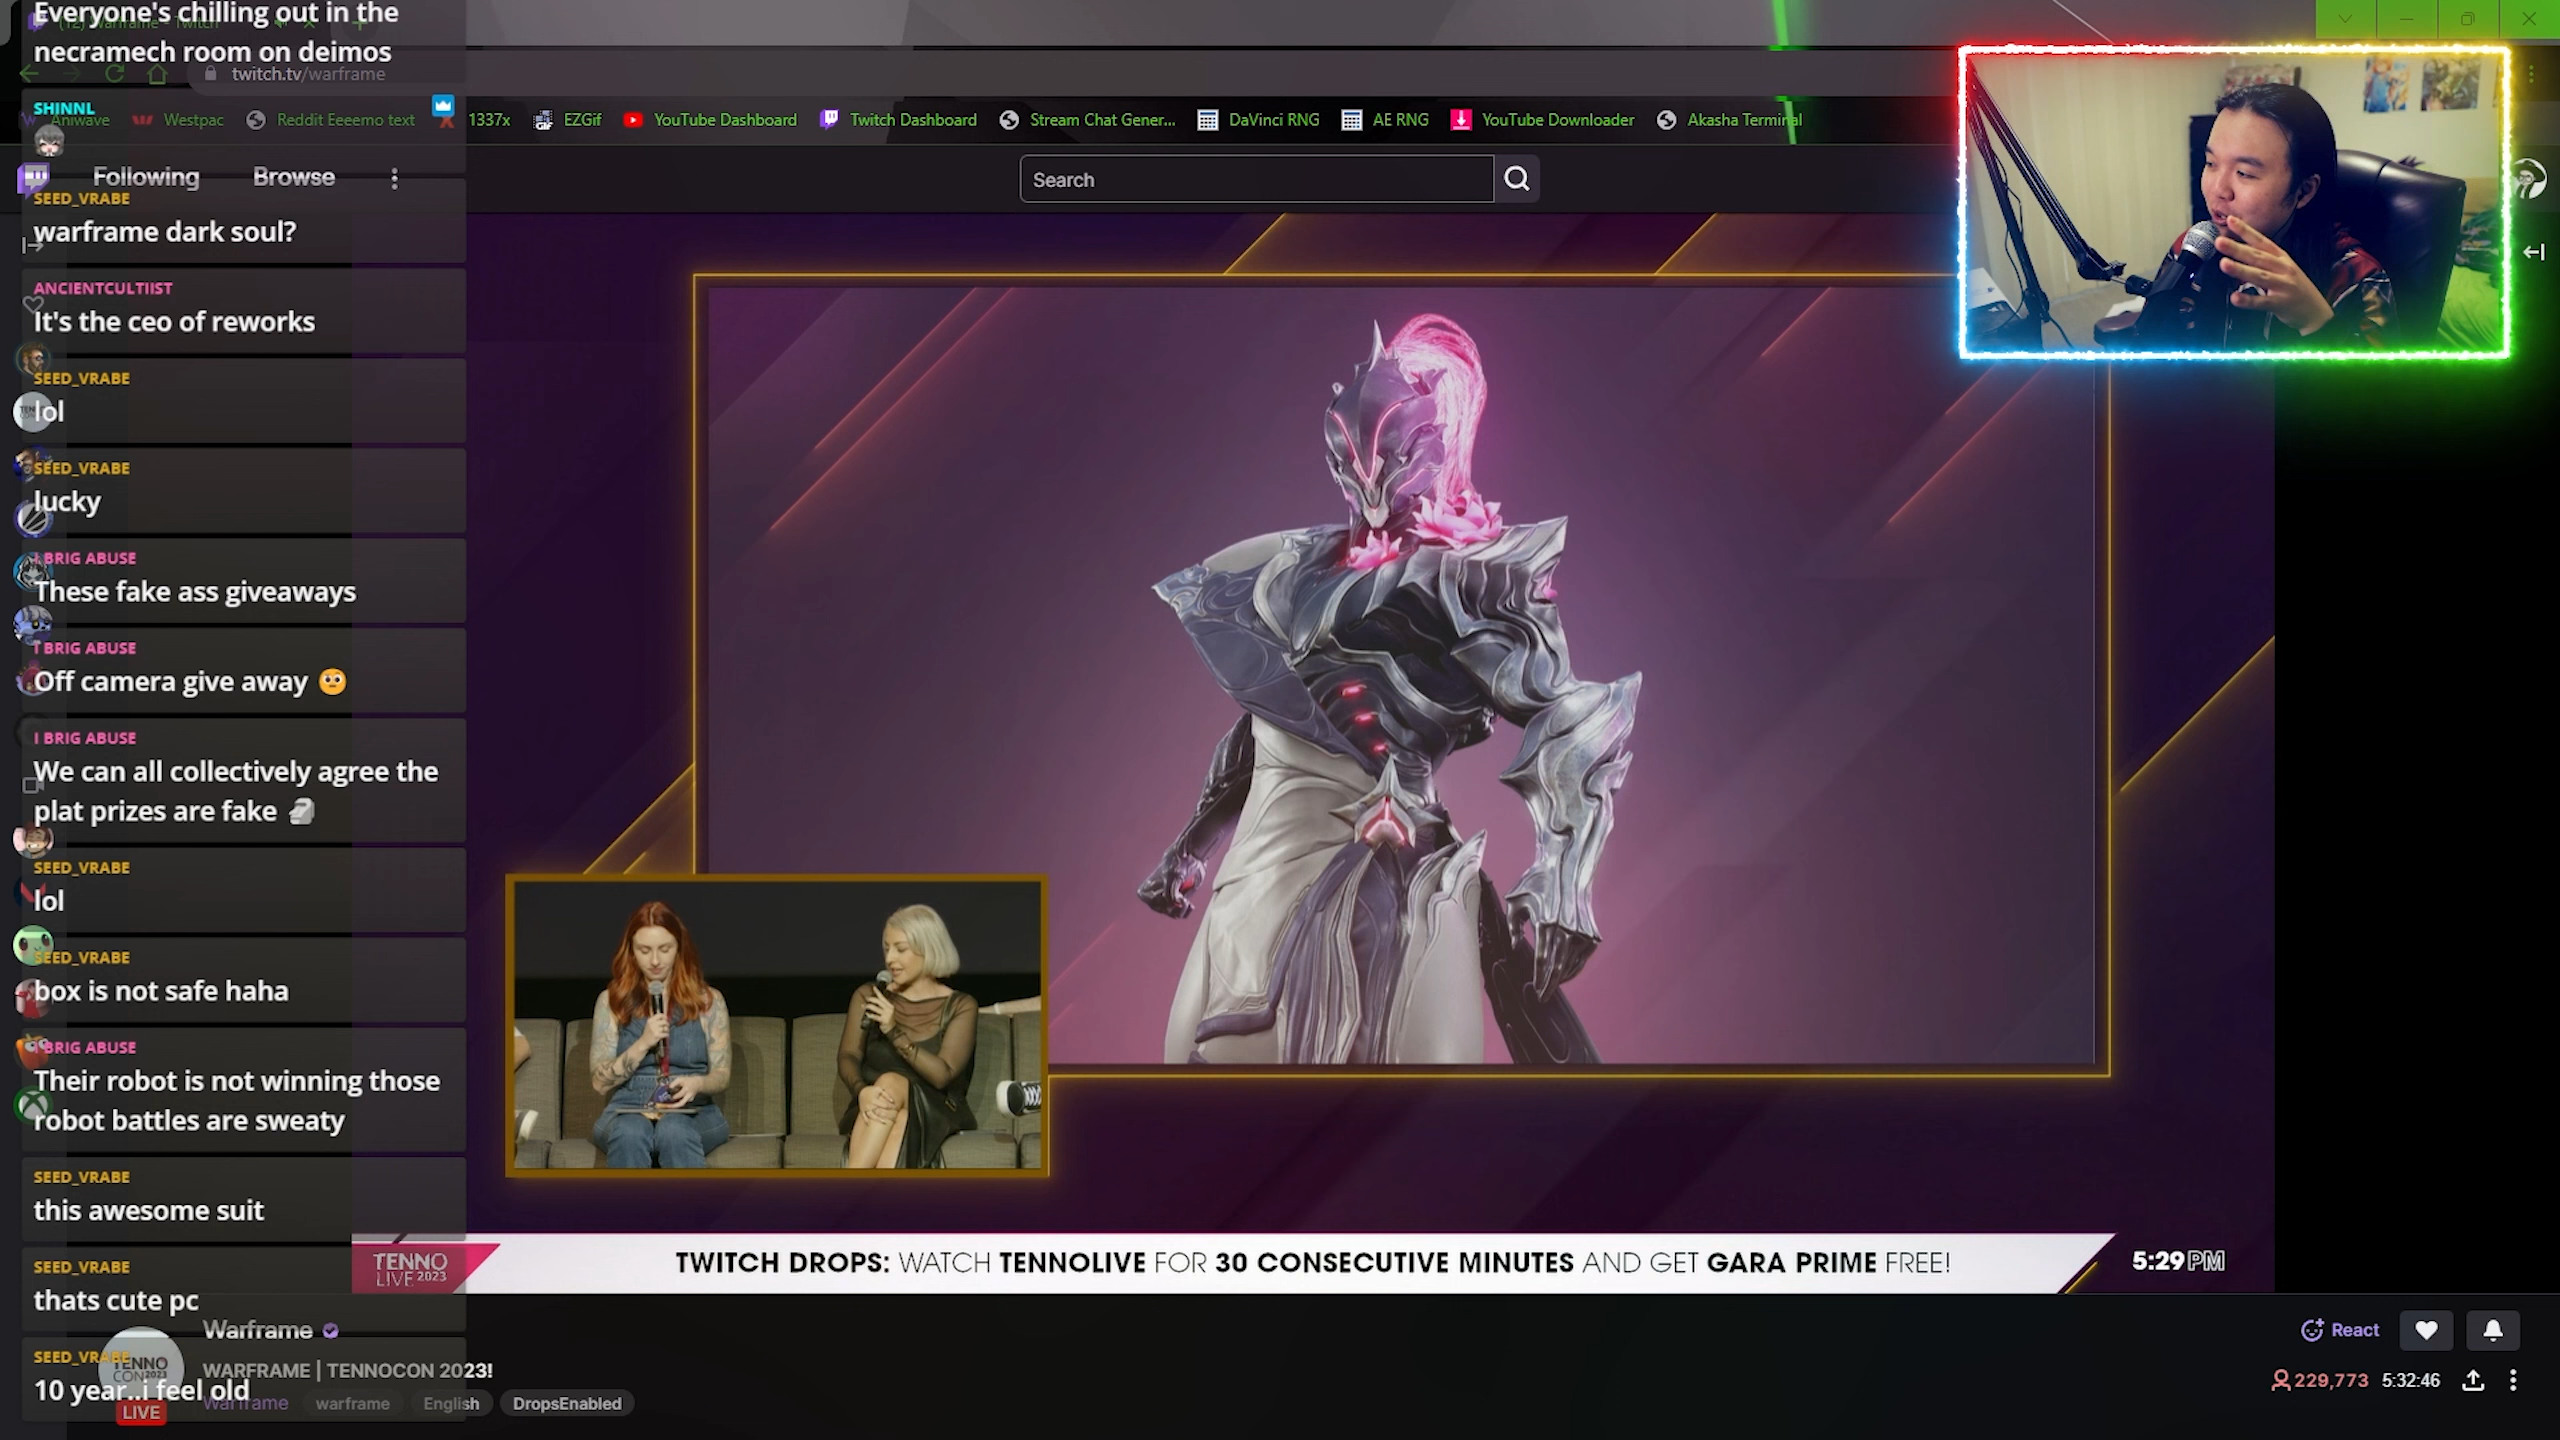 Everyone's chilling out in the
necramech room on deimos
twitch.tv/warframe
SHINNL
Aniwave
Westpac
Reddit Eeeemo text
1337x
EZGif
YouTube Dashboard
Twitch Dashboard
Stream Chat Gener...
DaVinci RNG
AE RNG
YouTube Downloader
Akasha Terminal
Following
Browse
Search
SEED_VRABE
warframe dark soul?
ANCIENTCULTIIST
It's the ceo of reworks
SEED_VRABE
lol
SEED_VRABE
lucky
I BRIG ABUSE
These fake ass giveaways
I BRIG ABUSE
Off camera give away 🥺
I BRIG ABUSE
We can all collectively agree the
plat prizes are fake 🗿
SEED_VRABE
lol
SEED_VRABE
box is not safe haha
I BRIG ABUSE
Their robot is not winning those
robot battles are sweaty
SEED_VRABE
this awesome suit
SEED_VRABE
thats cute pc
SEED_VRABE
10 year..i feel old
TENNO
LIVE 2023
TWITCH DROPS: WATCH TENNOLIVE FOR 30 CONSECUTIVE MINUTES AND GET GARA PRIME FREE!
5:29 PM
TENNO
CON 2023
LIVE
Warframe
WARFRAME | TENNOCON 2023!
Warframe
warframe
English
DropsEnabled
React
229,773
5:32:46